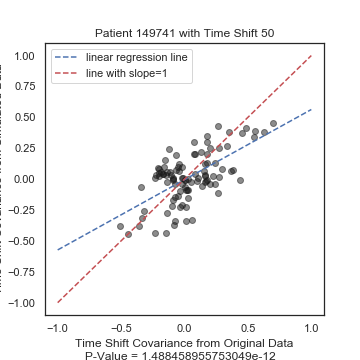 Patient 149741 with Time Shift 50
linear regression line
line with slope=1
1.00
0.75
0.50
0.25
0.00
−0.25
−0.50
−0.75
−1.00
−1.0 −0.5 0.0 0.5 1.0
Time Shift Covariance from Original Data
P-Value = 1.488458955753049e-12